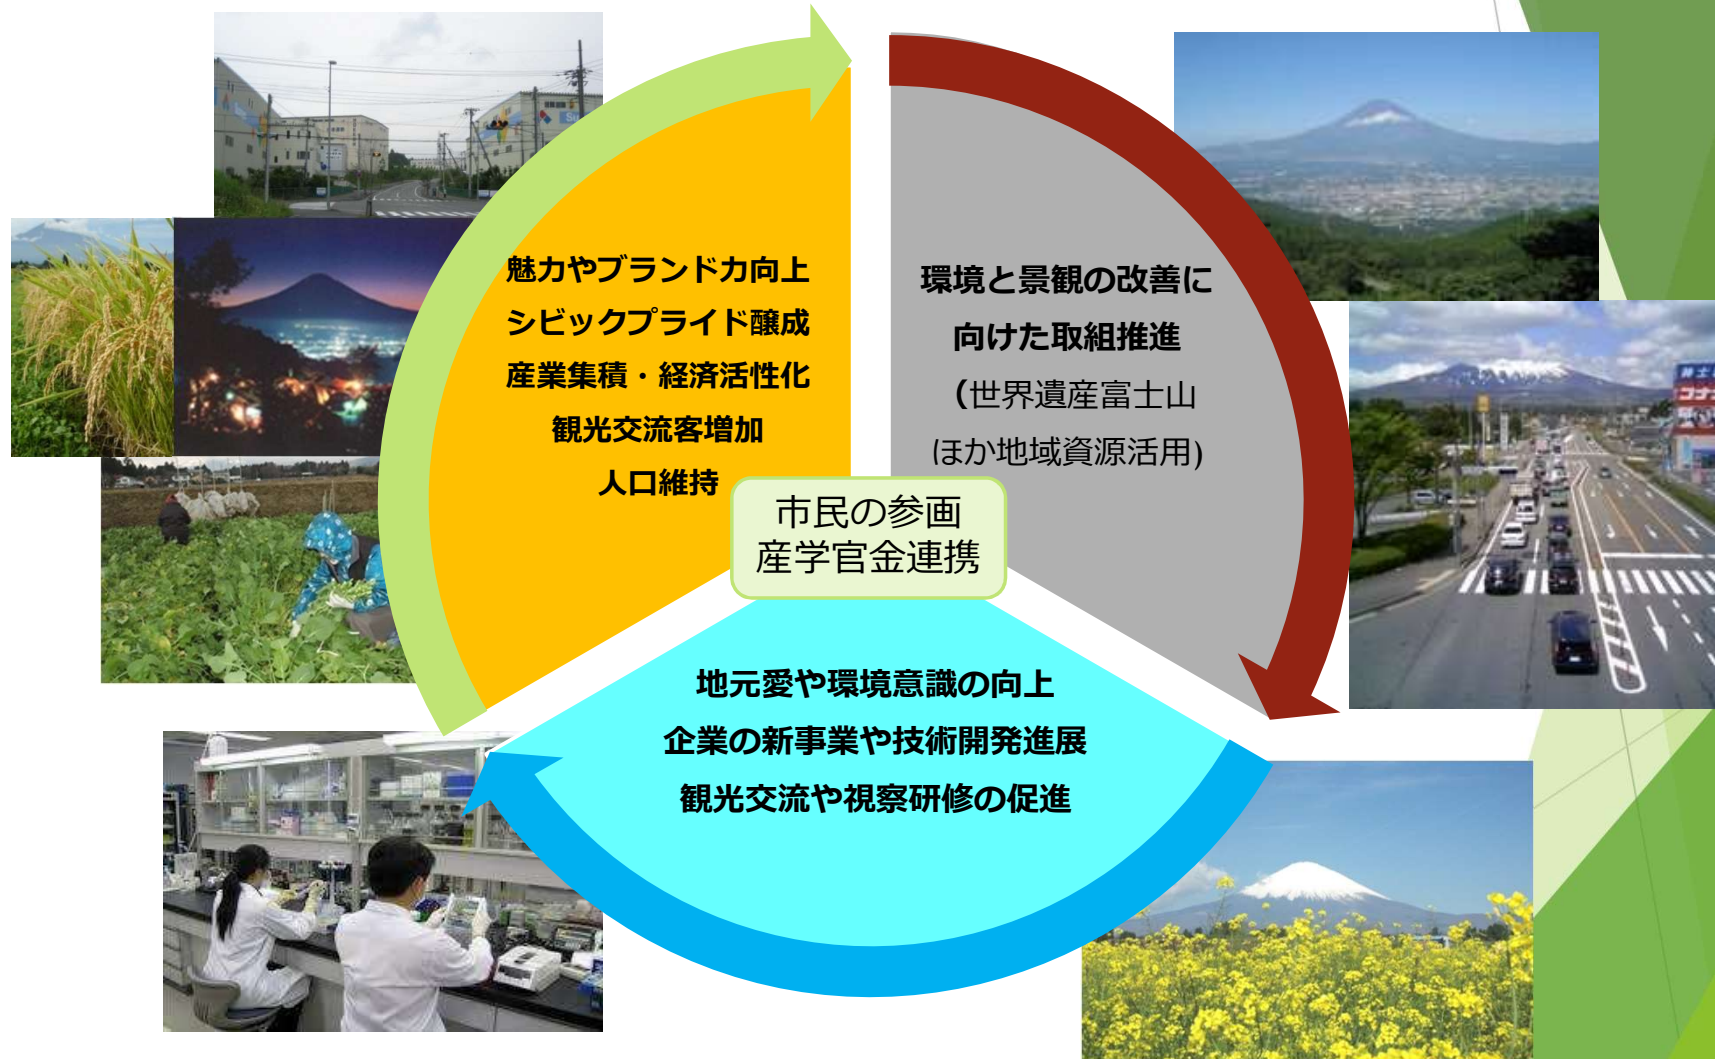 魅力やブランド力向上
シビックプライド醸成
産業集積・経済活性化
観光交流客増加
人口維持
環境と景観の改善に
向けた取組推進
（世界遺産富士山
ほか地域資源活用)
市民の参画
産学官金連携
地元愛や環境意識の向上
企業の新事業や技術開発進展
観光交流や視察研修の促進